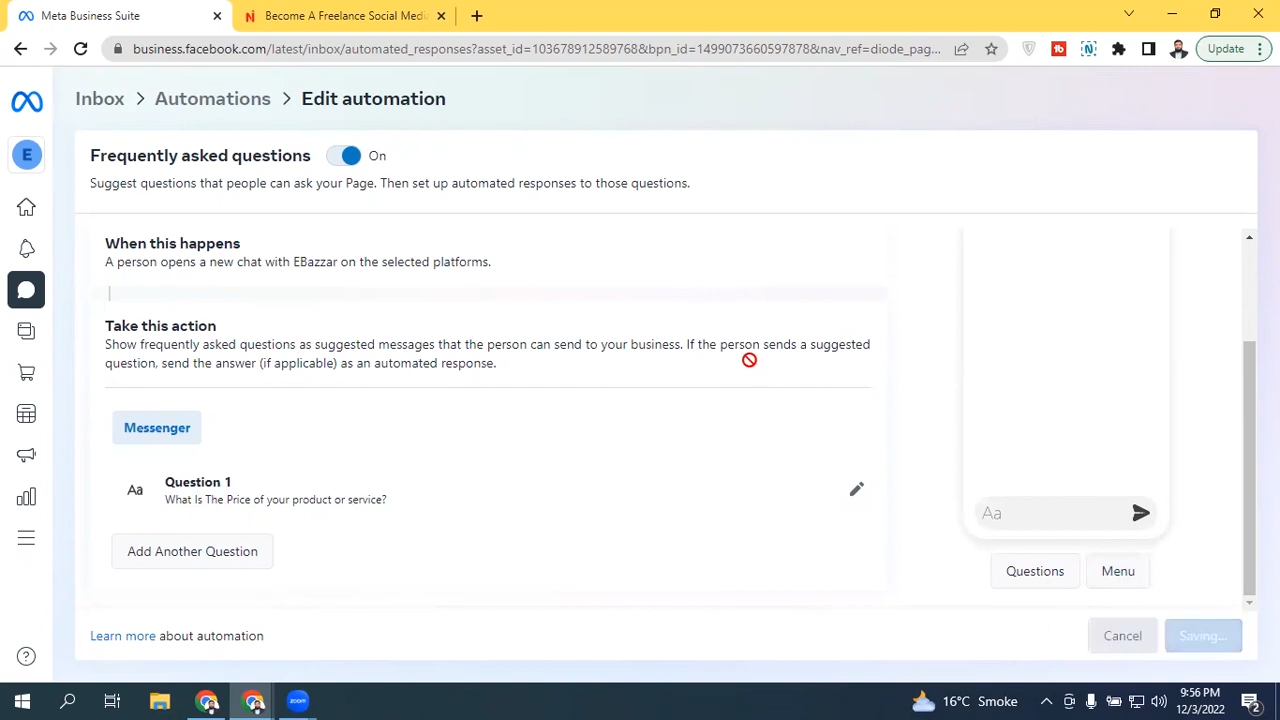 Meta Business Suite
Become A Freelance Social Medi
business.facebook.com/latest/inbox/automated_responses?asset_id=103678912589768&bpn_id=1499073660597878&nav_ref=diode_pag...
Update
Inbox > Automations > Edit automation
E
Frequently asked questions On
Suggest questions that people can ask your Page. Then set up automated responses to those questions.
When this happens
A person opens a new chat with EBazzar on the selected platforms.
Take this action
Show frequently asked questions as suggested messages that the person can send to your business. If the person sends a suggested
question, send the answer (if applicable) as an automated response.
Messenger
Aa Question 1
What Is The Price of your product or service?
Add Another Question
Aa
Questions Menu
Learn more about automation
Cancel Saving...
zoom
16°C Smoke
9:56 PM
12/3/2022
2